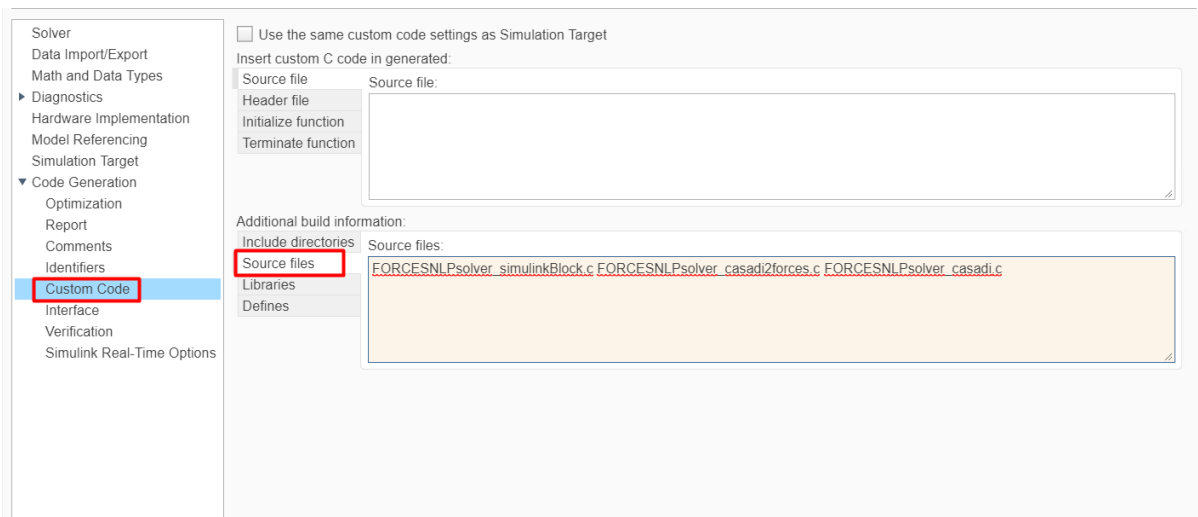 Solver
Data Import/Export
Math and Data Types
Diagnostics
Hardware Implementation
Model Referencing
Simulation Target
Code Generation
Optimization
Report
Comments
Identifiers
Custom Code
Interface
Verification
Simulink Real-Time Options
Use the same custom code settings as Simulation Target
Insert custom C code in generated:
Source file
Header file
Initialize function
Terminate function
Source file:
Additional build information:
Include directories
Source files
Libraries
Defines
Source files:
FORCESNLPsolver_simulinkBlock.c FORCESNLPsolver_casadi2forces.c FORCESNLPsolver_casadi.c